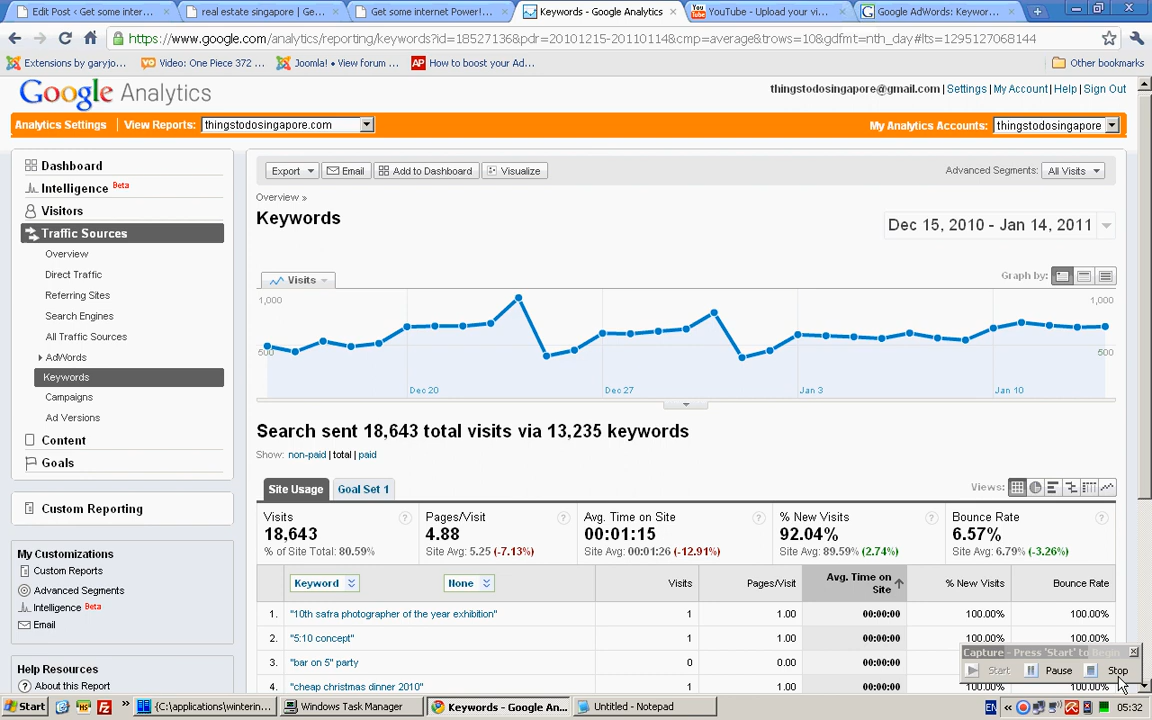 Edit Post ‹ Get some inter...
real estate singapore | Ge...
Get some internet Power!...
Keywords - Google Analytics
YouTube - Upload your vi...
Google AdWords: Keywor...
https://www.google.com/analytics/reporting/keywords?id=18527136&pdr=20101215-20110114&cmp=average&trows=10&gdfmt=nth_day#lts=1295127068144
Extensions by garyjo...
Video: One Piece 372 ...
Joomla! • View forum ...
How to boost your Ad...
Other bookmarks
Google Analytics
thingstodosingapore@gmail.com | Settings | My Account | Help | Sign Out
Analytics Settings | View Reports: thingstodosingapore.com
My Analytics Accounts: thingstodosingapore
Dashboard
Intelligence Beta
Visitors
Traffic Sources
Overview
Direct Traffic
Referring Sites
Search Engines
All Traffic Sources
AdWords
Keywords
Campaigns
Ad Versions
Content
Goals
Custom Reporting
My Customizations
Custom Reports
Advanced Segments
Intelligence Beta
Email
Help Resources
About this Report
Export
Email
Add to Dashboard
Visualize
Advanced Segments: All Visits
Overview »
Keywords
Dec 15, 2010 - Jan 14, 2011
Visits
Graph by:
1,000
1,000
500
500
Dec 20
Dec 27
Jan 3
Jan 10
Search sent 18,643 total visits via 13,235 keywords
Show: non-paid | total | paid
Site Usage
Goal Set 1
Views:
Visits
18,643
% of Site Total: 80.59%
Pages/Visit
4.88
Site Avg: 5.25 (-7.13%)
Avg. Time on Site
00:01:15
Site Avg: 00:01:26 (-12.91%)
% New Visits
92.04%
Site Avg: 89.59% (2.74%)
Bounce Rate
6.57%
Site Avg: 6.79% (-3.26%)
Keyword None Visits Pages/Visit Avg. Time on Site % New Visits Bounce Rate
1. "10th safra photographer of the year exhibition" 1 1.00 00:00:00 100.00% 100.00%
2. "5:10 concept" 1 1.00 00:00:00 100.00% 100.00%
3. "bar on 5" party 0 0.00 00:00:00
4. "cheap christmas dinner 2010" 1 1.00 00:00:00 100.00% 100.00%
Capture - Press 'Start' to Begin
Start
Pause
Stop
Start
{C:\applications\winterin...
Windows Task Manager
Keywords - Google An...
Untitled - Notepad
EN
05:32